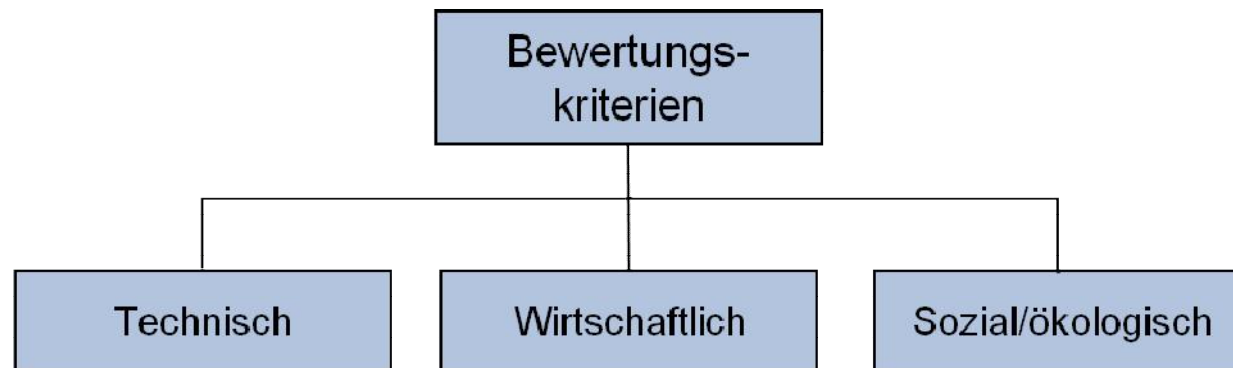 Bewertungs-
kriterien
Technisch
Wirtschaftlich
Sozial/ökologisch